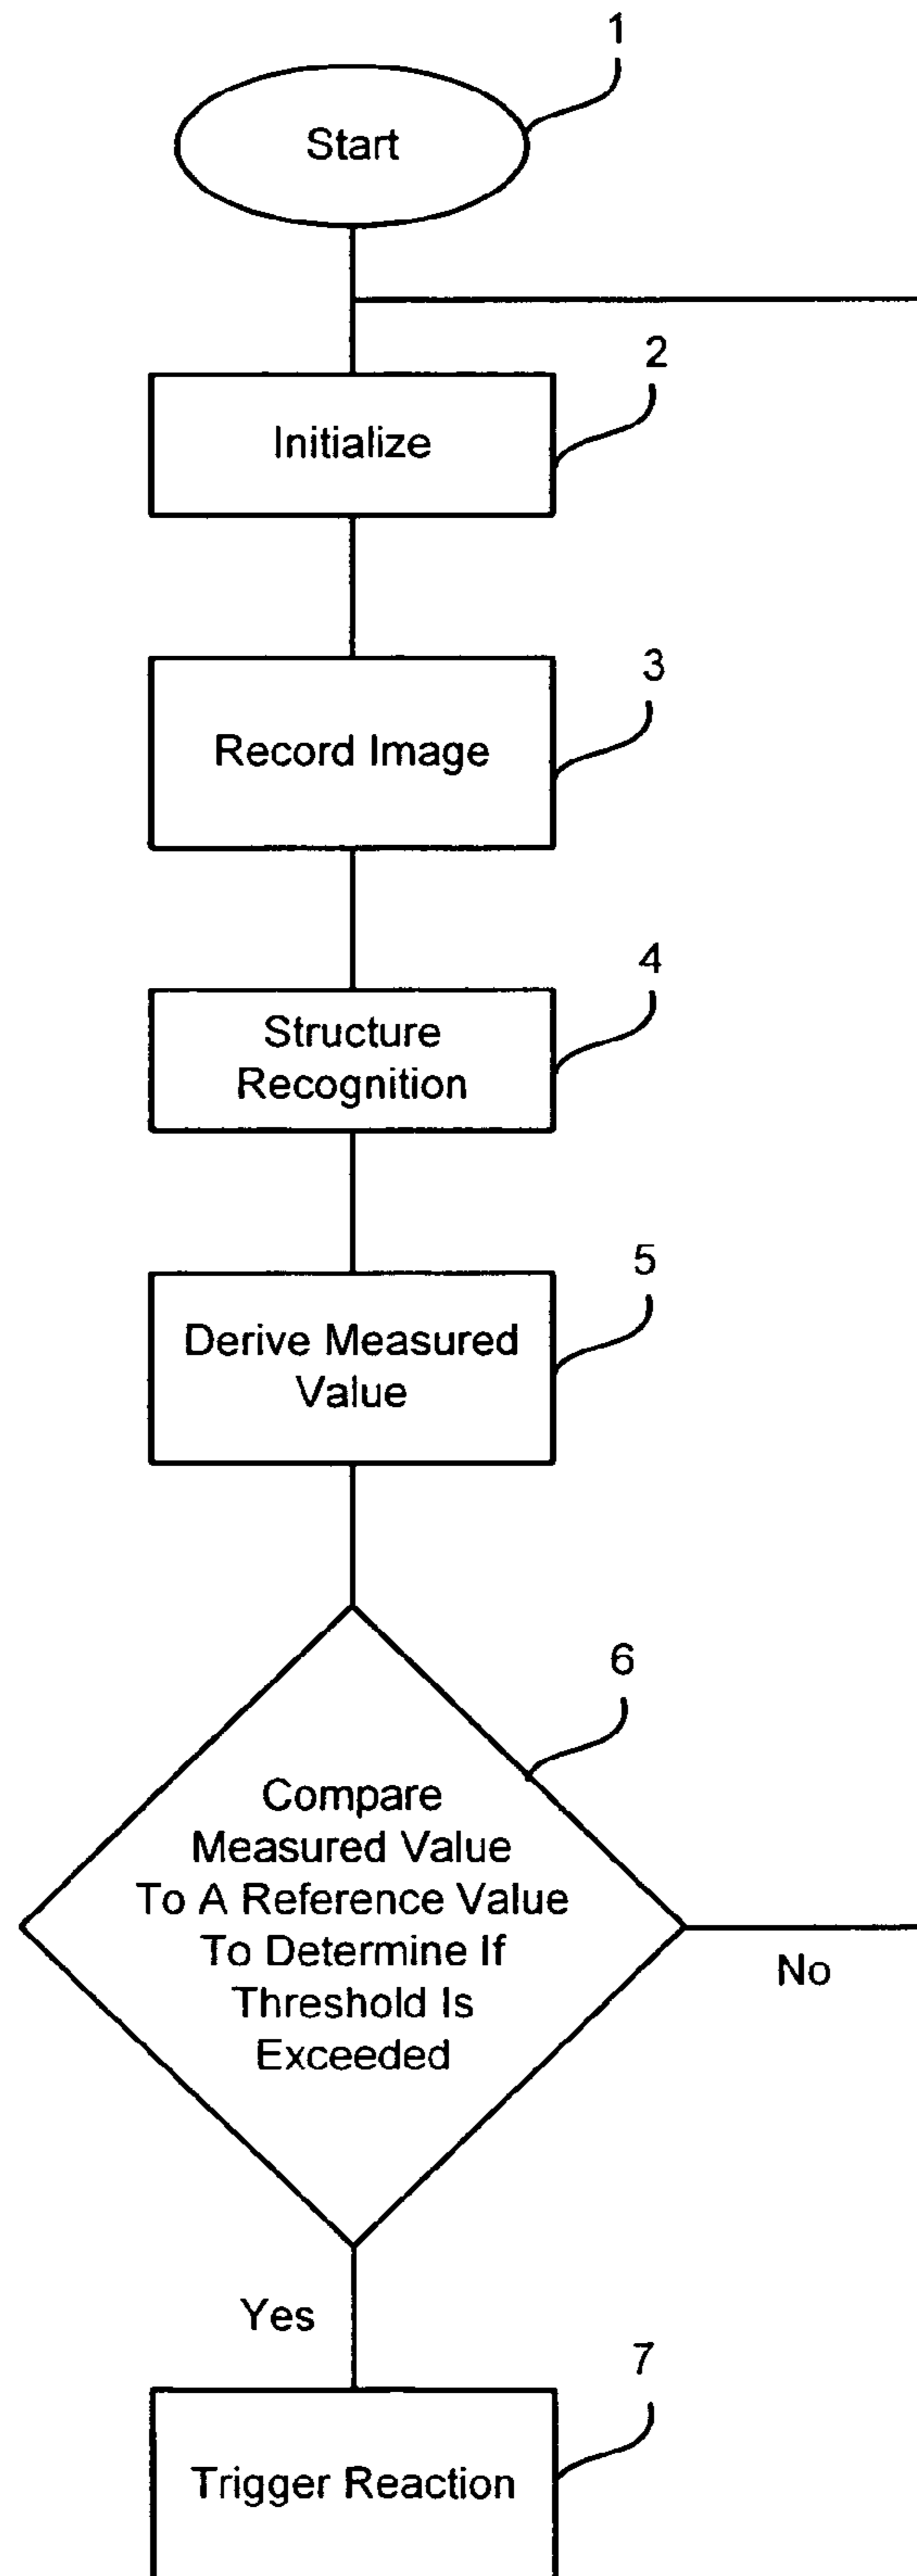 1
Start
2
Initialize
3
Record Image
4
Structure
Recognition
5
Derive Measured
Value
6
Compare
Measured Value
To A Reference Value
To Determine If
Threshold Is
Exceeded
No
Yes
7
Trigger Reaction